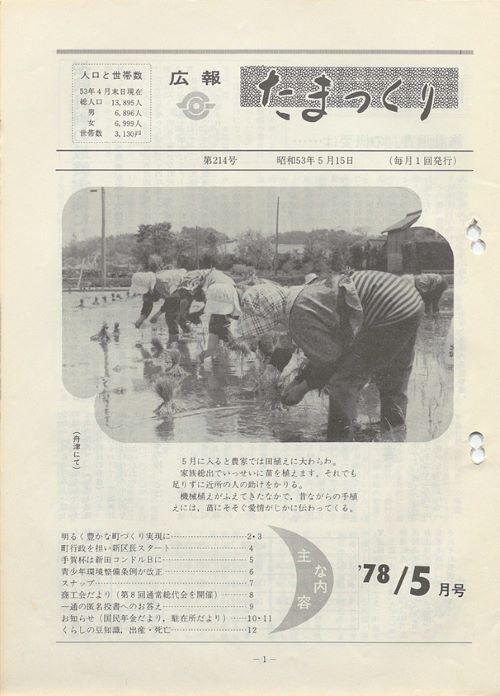 人口と世帯数
53年4月末日現在
総人口 13,895人
男 6,896人
女 6,999人
世帯数 3,130戸
広報
たまつくり
第214号 昭和53年5月15日 (毎月1回発行)
(舟津にて)
5月に入ると農家では田植えに大わらわ。
家族総出でいっせいに苗を植えます。それでも
足りずに近所の人の助けをかりる。
機械植えがふえてきたなかで、昔ながらの手植
えには、苗にそそぐ愛情がじかに伝わってくる。
主な内容
明るく豊かな町づくり実現に……………………2・3
町行政を担い新区長スタート……………………4
手賀杯は新田コンドルBに………………………5
青少年環境整備条例が改正………………………6
スナップ……………………………………………7
商工会だより(第8回通常総代会を開催)………8
一通の匿名投書へのお答え………………………9
お知らせ(国民年金だより,駐在所だより)……10・11
くらしの豆知識,出産・死亡……………………12
'78/5月号
—1—